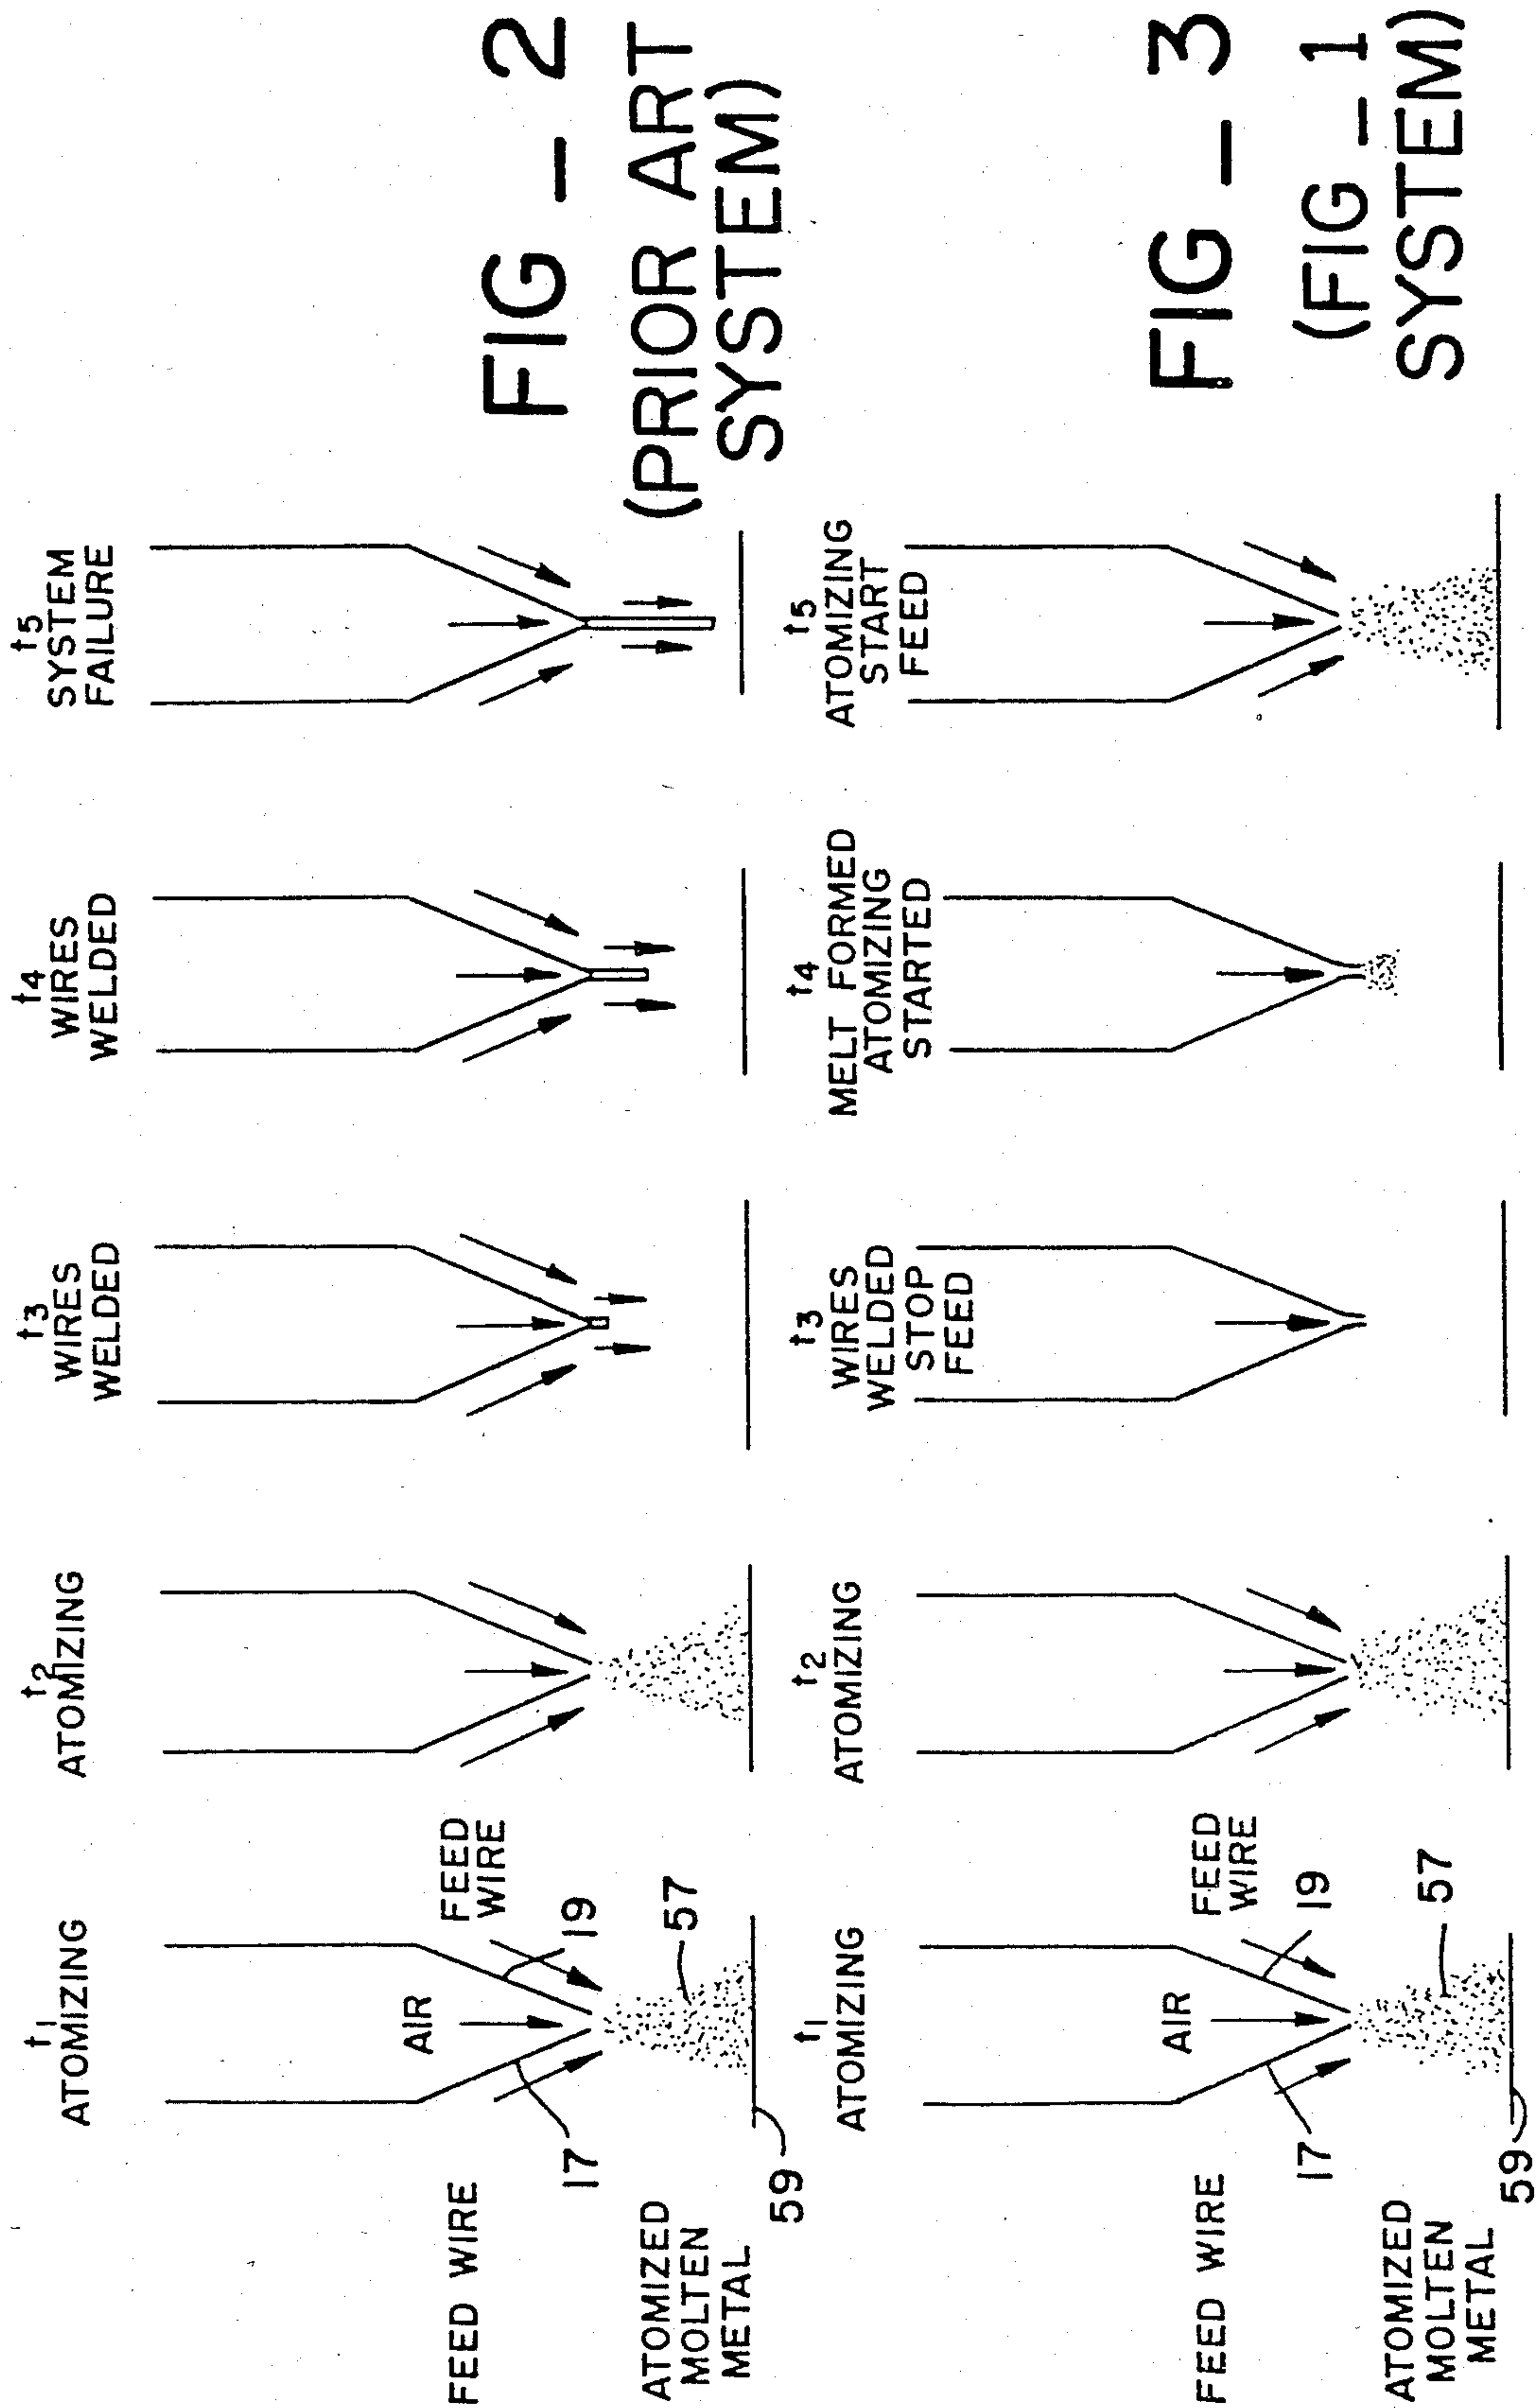 t1
ATOMIZING
t2
ATOMIZING
t3
WIRES
WELDED
t4
WIRES
WELDED
t5
SYSTEM
FAILURE
FEED WIRE
AIR
FEED
WIRE
17
19
ATOMIZED
MOLTEN
METAL
57
59
FIG - 2
(PRIOR ART
SYSTEM)
t1
ATOMIZING
t2
ATOMIZING
t3
WIRES
WELDED
STOP
FEED
t4
MELT FORMED
ATOMIZING
STARTED
t5
ATOMIZING
START
FEED
FEED WIRE
AIR
FEED
WIRE
17
19
ATOMIZED
MOLTEN
METAL
57
59
FIG - 3
(FIG - 1
SYSTEM)